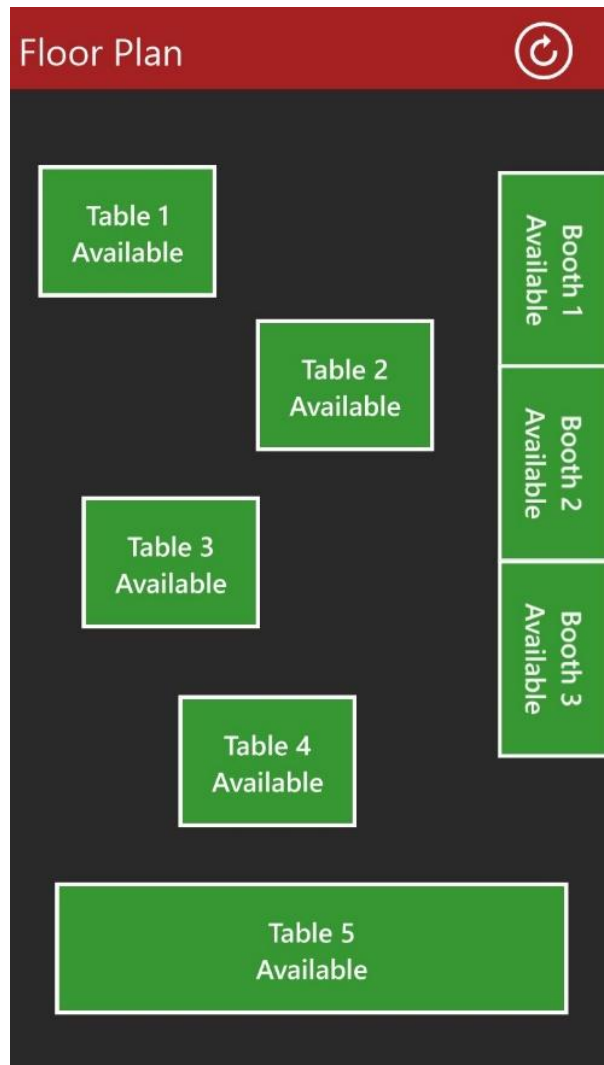 Floor Plan
Table 1
Available
Booth 1
Available
Table 2
Available
Booth 2
Available
Table 3
Available
Booth 3
Available
Table 4
Available
Table 5
Available